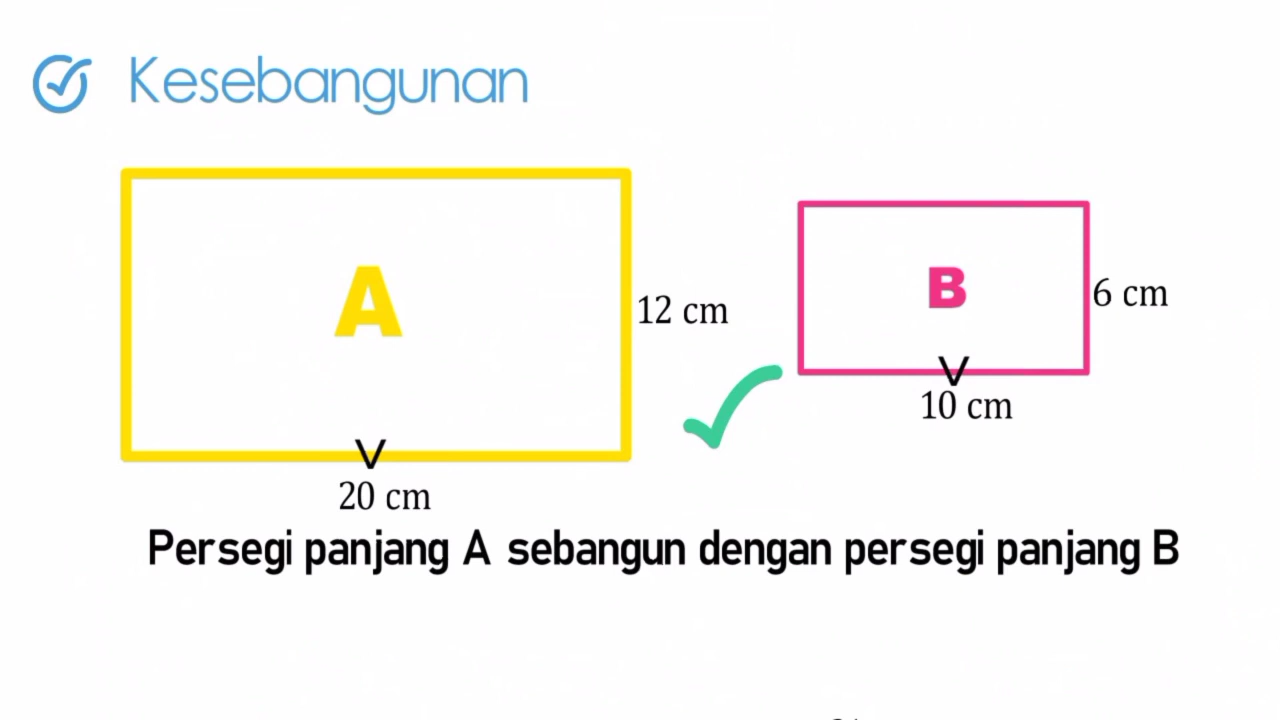 Kesebangunan
A
B
12 cm
6 cm
10 cm
20 cm
Persegi panjang A sebangun dengan persegi panjang B